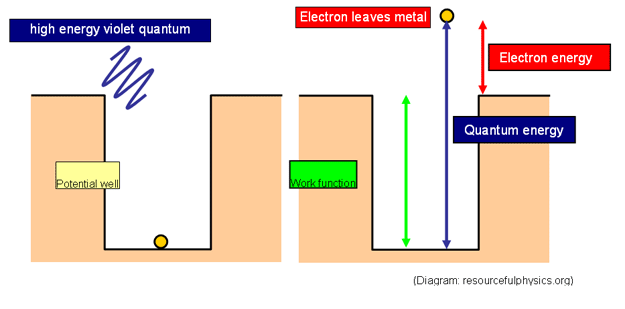 high energy violet quantum
Potential well
Electron leaves metal
Electron energy
Quantum energy
Work function
(Diagram: resourcefulphysics.org)